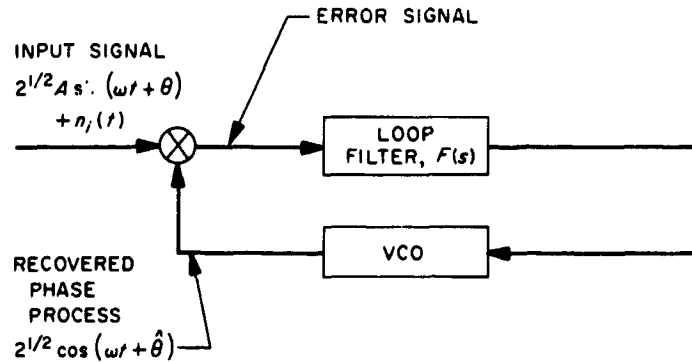 ERROR SIGNAL
INPUT SIGNAL
2^{1/2} A s . (ωt + θ)
+ n_i(t)
LOOP
FILTER, F(s)
VCO
RECOVERED
PHASE
PROCESS
2^{1/2} cos (ωt + θ̂)